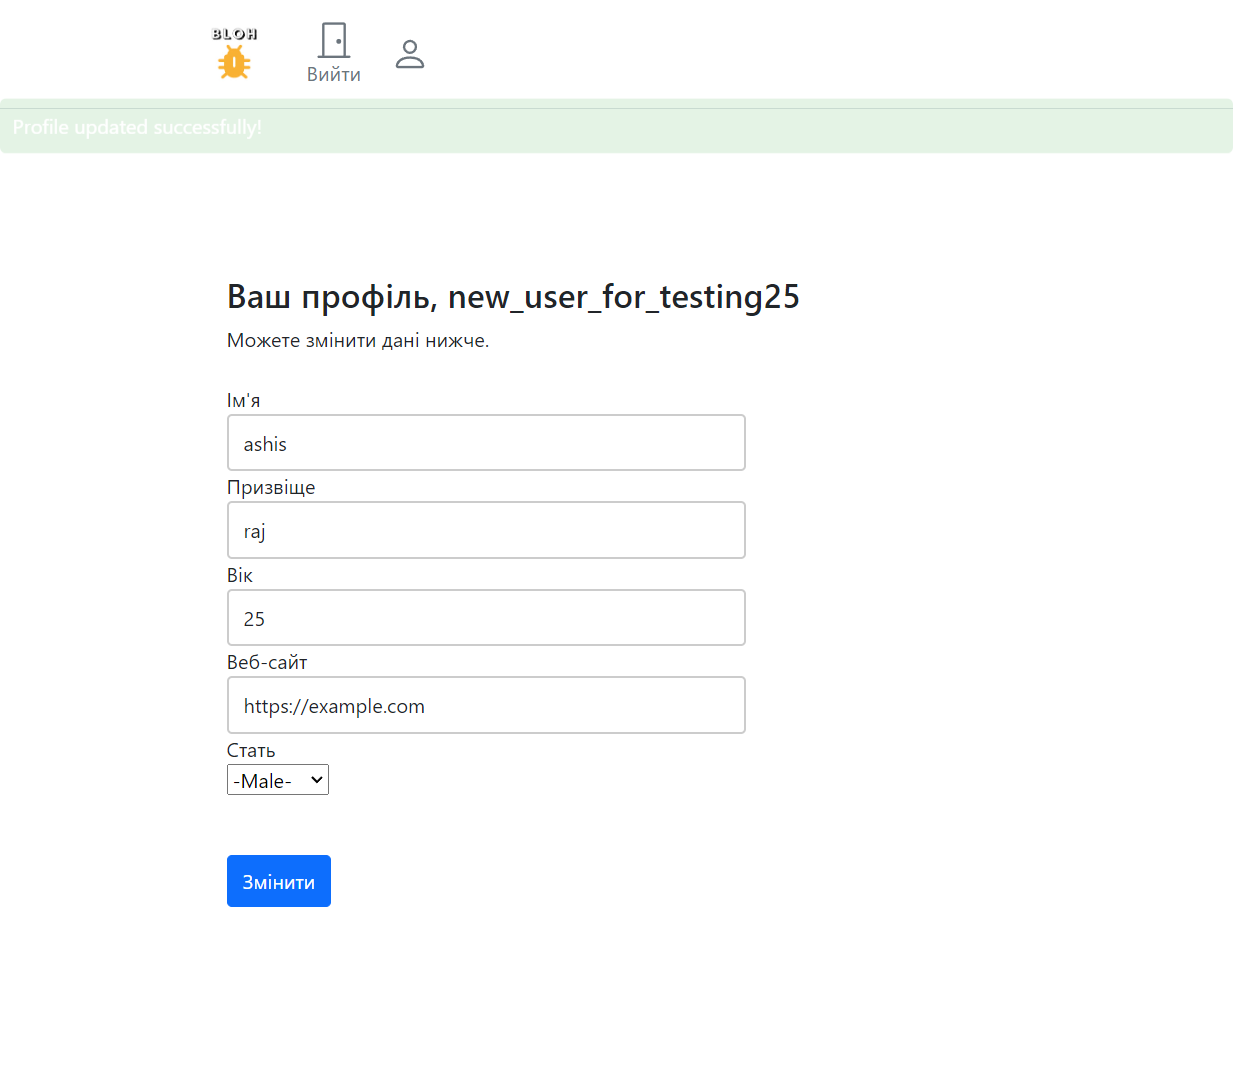 BLOH
Вийти
Profile updated successfully!
Ваш профіль, new_user_for_testing25
Можете змінити дані нижче.
Ім'я
ashis
Призвіще
raj
Вік
25
Веб-сайт
https://example.com
Стать
-Male-
Змінити